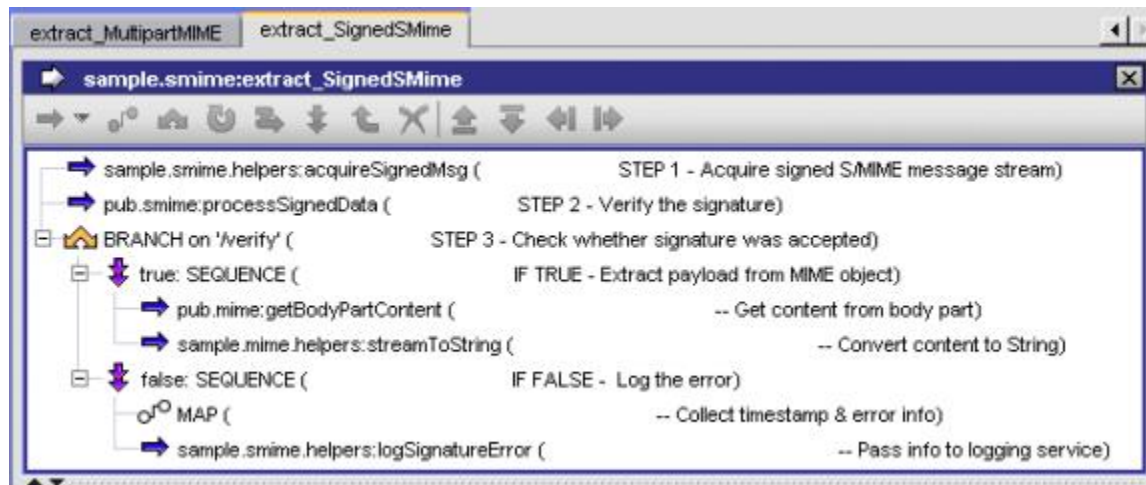 extract_MultipartMIME extract_SignedSMime
sample.smime:extract_SignedSMime
sample.smime.helpers:acquireSignedMsg ( STEP 1 - Acquire signed S/MIME message stream)
pub.smime:processSignedData ( STEP 2 - Verify the signature)
BRANCH on '/verify' ( STEP 3 - Check whether signature was accepted)
true: SEQUENCE ( IF TRUE - Extract payload from MIME object)
pub.mime:getBodyPartContent ( -- Get content from body part)
sample.mime.helpers:streamToString ( -- Convert content to String)
false: SEQUENCE ( IF FALSE - Log the error)
MAP ( -- Collect timestamp & error info)
sample.smime.helpers:logSignatureError ( -- Pass info to logging service)